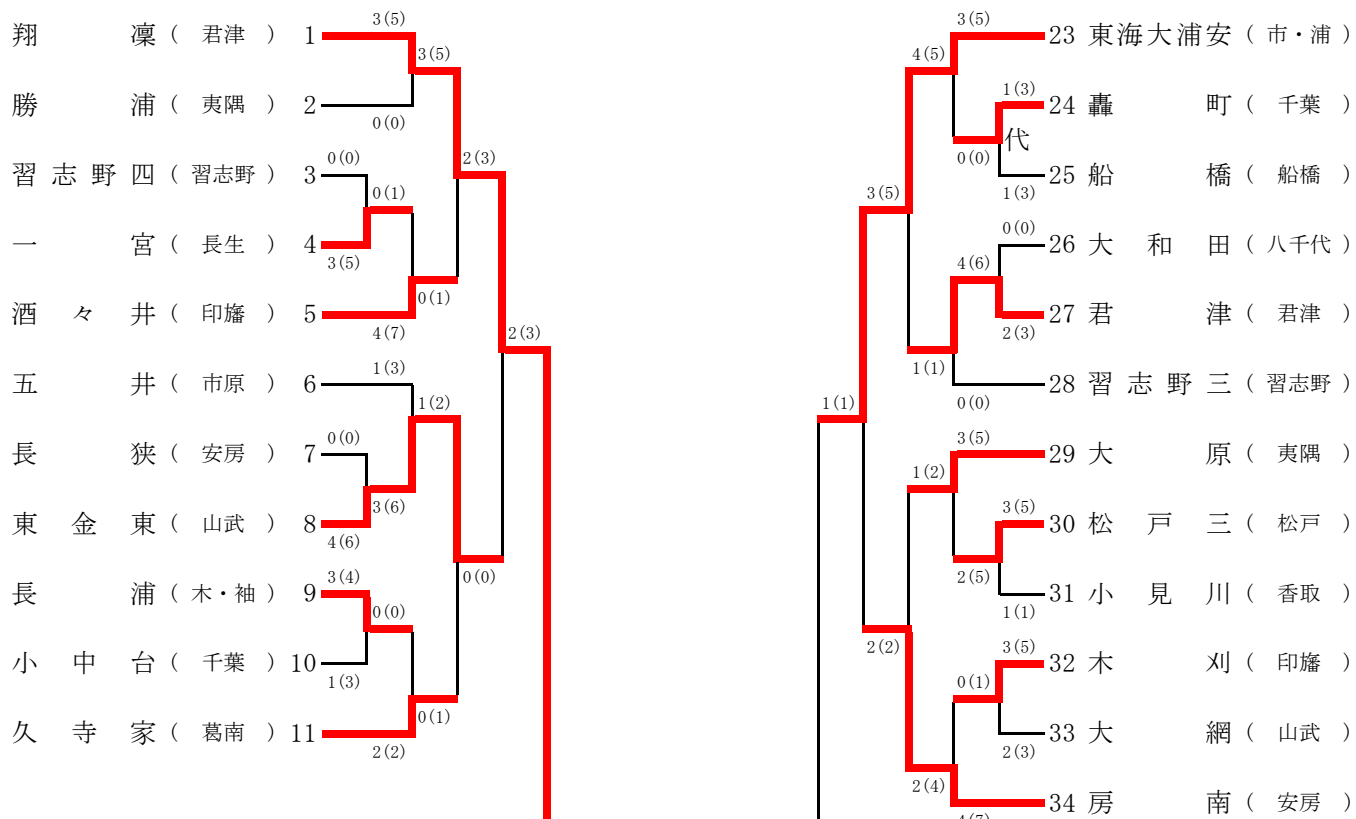 翔凜 ( 君津 ) 1
3(5)
3(5)
勝浦 ( 夷隅 ) 2
0(0)
2(3)
習志野四 ( 習志野 ) 3
0(0)
0(1)
一宮 ( 長生 ) 4
3(5)
0(1)
酒々井 ( 印旛 ) 5
4(7)
2(3)
五井 ( 市原 ) 6
1(3)
1(2)
長狭 ( 安房 ) 7
0(0)
3(6)
東金東 ( 山武 ) 8
4(6)
0(0)
長浦 ( 木・袖 ) 9
3(4)
0(0)
小中台 ( 千葉 ) 10
1(3)
0(1)
久寺家 ( 葛南 ) 11
2(2)
3(5)
23 東海大浦安 ( 市・浦 )
4(5)
1(3)
24 轟町 ( 千葉 )
代
0(0)
25 船橋 ( 船橋 )
1(3)
3(5)
0(0)
26 大和田 ( 八千代 )
4(6)
27 君津 ( 君津 )
2(3)
1(1)
28 習志野三 ( 習志野 )
0(0)
1(1)
3(5)
29 大原 ( 夷隅 )
1(2)
3(5)
30 松戸三 ( 松戸 )
2(5)
31 小見川 ( 香取 )
1(1)
2(2)
3(5)
32 木刈 ( 印旛 )
0(1)
33 大網 ( 山武 )
2(3)
2(4)
34 房南 ( 安房 )
4(7)